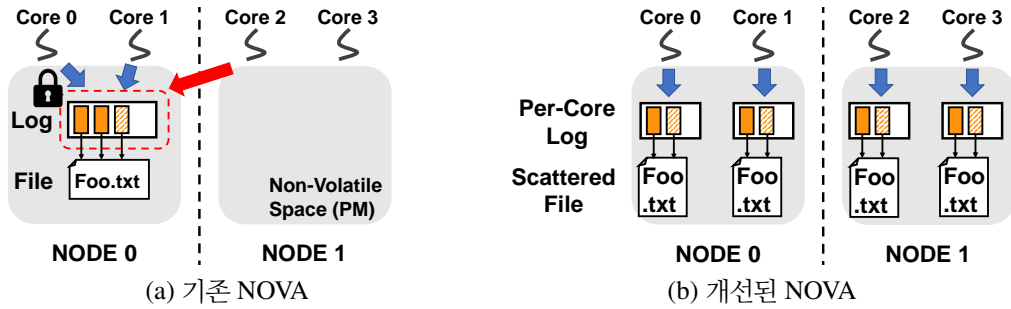 Core 0 Core 1 Core 2 Core 3
Log
File
Foo.txt
Non-Volatile
Space (PM)
NODE 0 NODE 1
(a) 기존 NOVA
Core 0 Core 1 Core 2 Core 3
Per-Core
Log
Scattered
File
Foo
.txt
Foo
.txt
Foo
.txt
Foo
.txt
NODE 0 NODE 1
(b) 개선된 NOVA